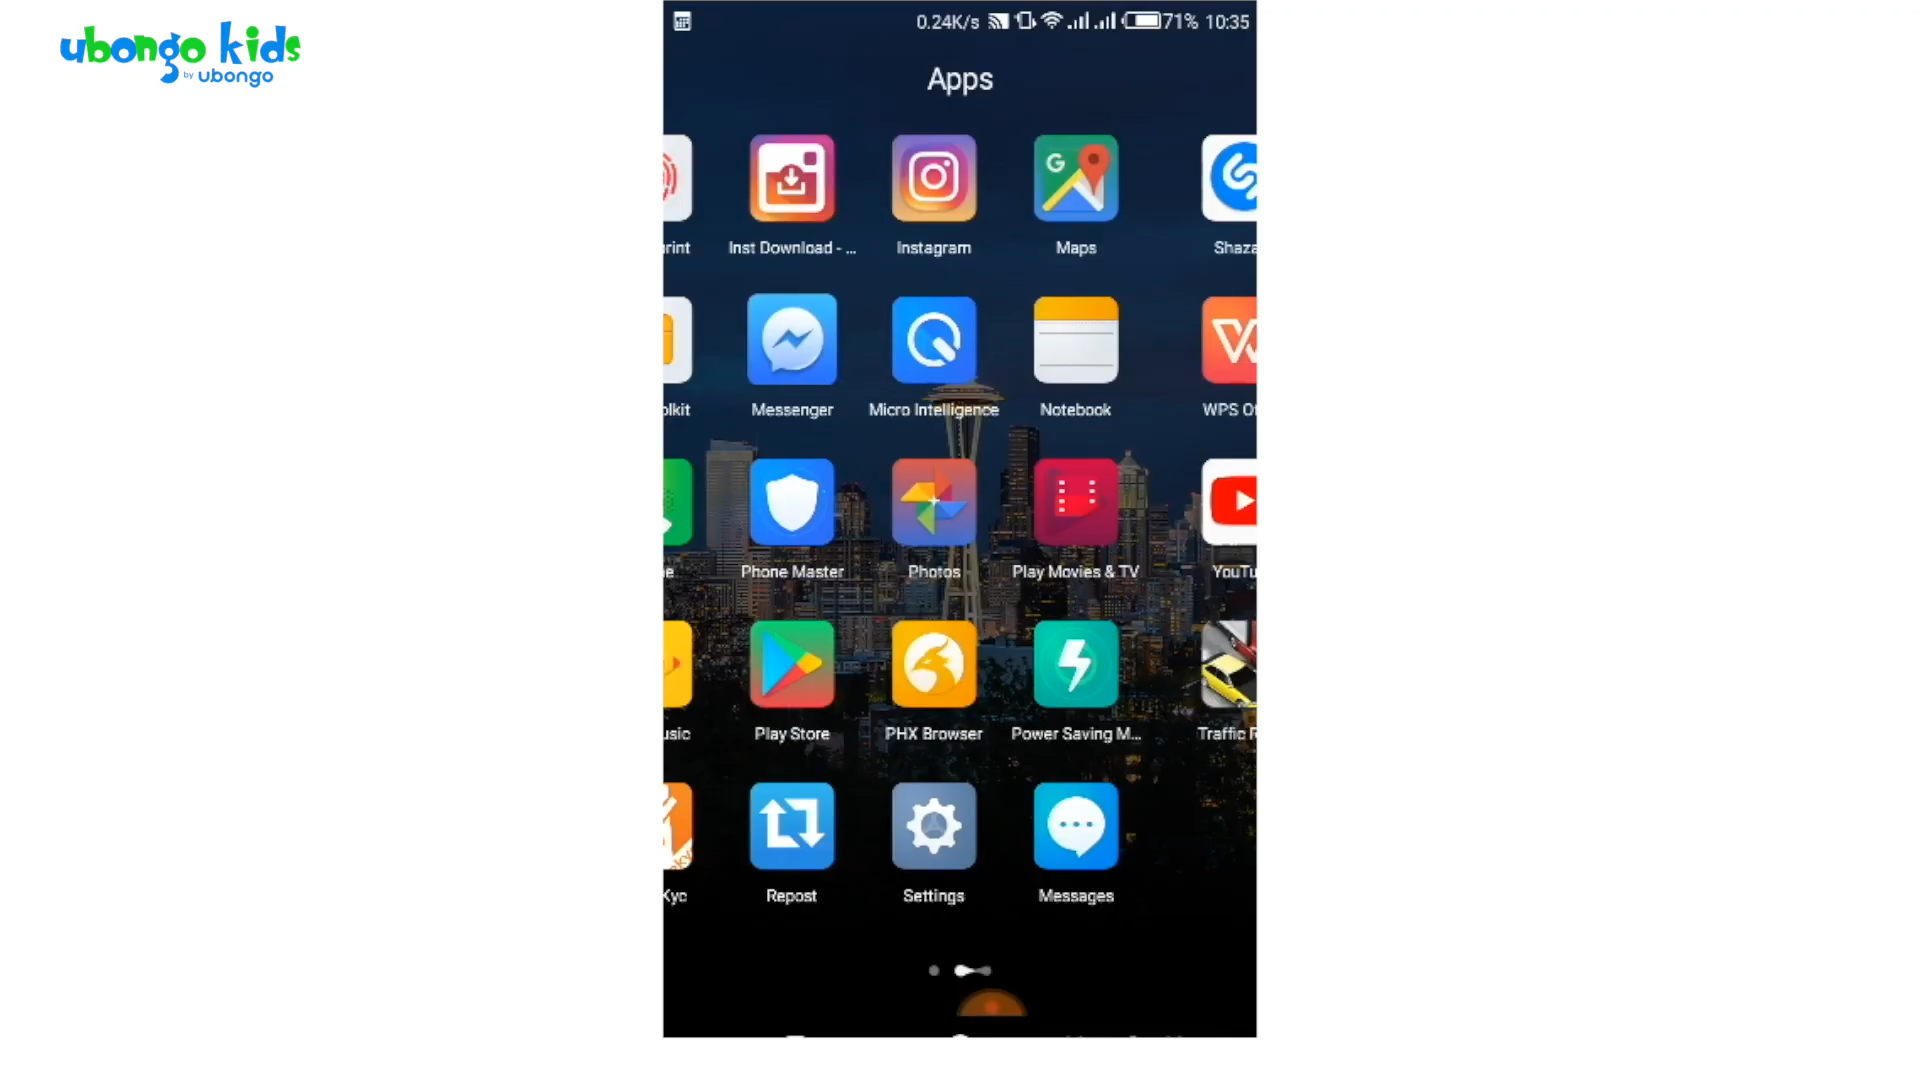 ubongo kids
by ubongo
0.24K/s 71% 10:35
Apps
Inst Download - ... Instagram Maps
Messenger Micro Intelligence Notebook
Phone Master Photos Play Movies & TV
Play Store PHX Browser Power Saving M...
Kyc Repost Settings Messages